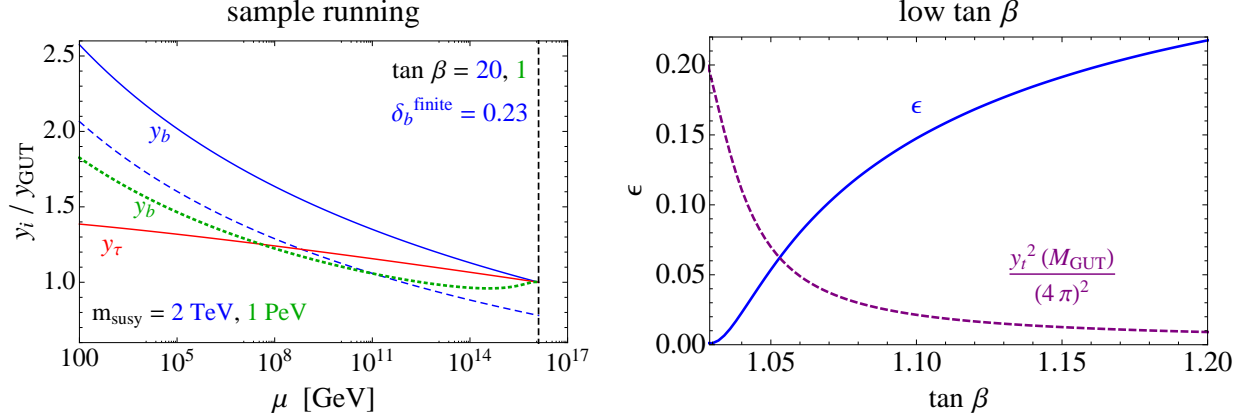 sample running
y_i / y_GUT
2.5
2.0
1.5
1.0
tan β = 20, 1
δ_b^finite = 0.23
y_b
y_b
y_τ
m_susy = 2 TeV, 1 PeV
100 10^5 10^8 10^11 10^14 10^17
μ [GeV]
low tan β
ϵ
0.20
0.15
0.10
0.05
0.00
ϵ
y_t^2 (M_GUT)
(4 π)^2
1.05 1.10 1.15 1.20
tan β